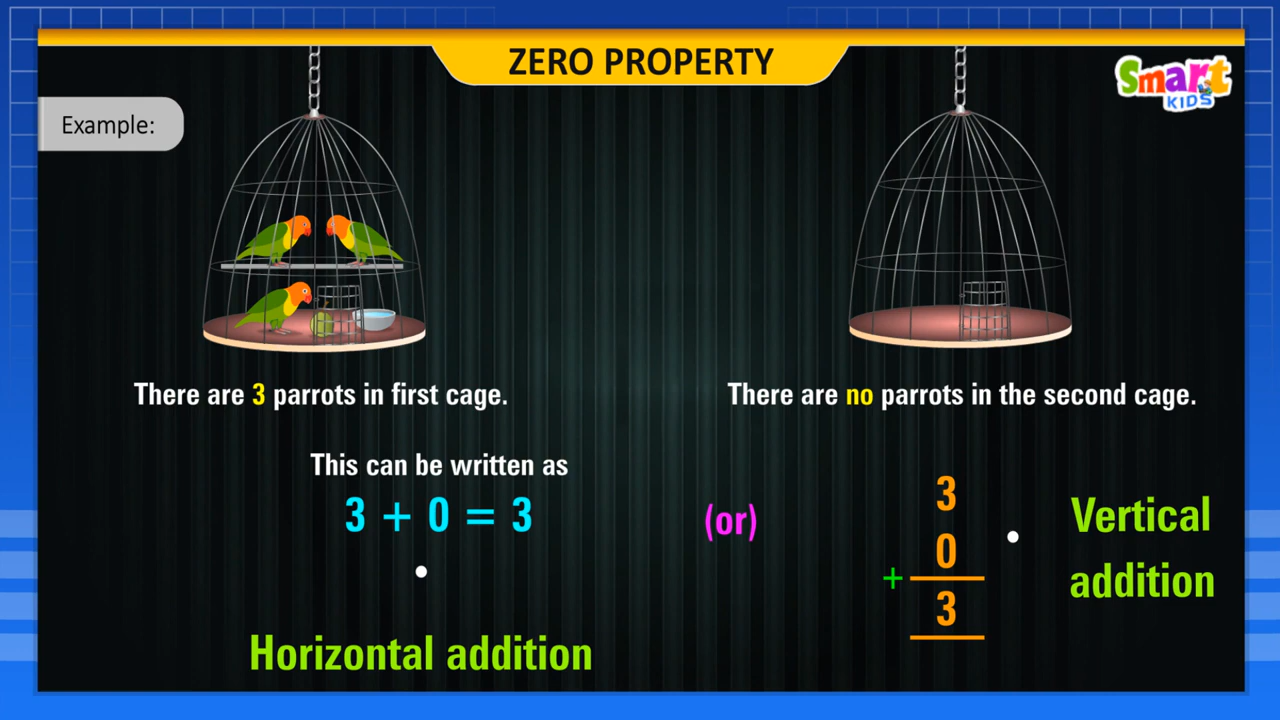 ZERO PROPERTY
Smart
KIDS
Example:
There are 3 parrots in first cage.
There are no parrots in the second cage.
This can be written as
3 + 0 = 3
(or)
3
0
+
3
Vertical
addition
Horizontal addition